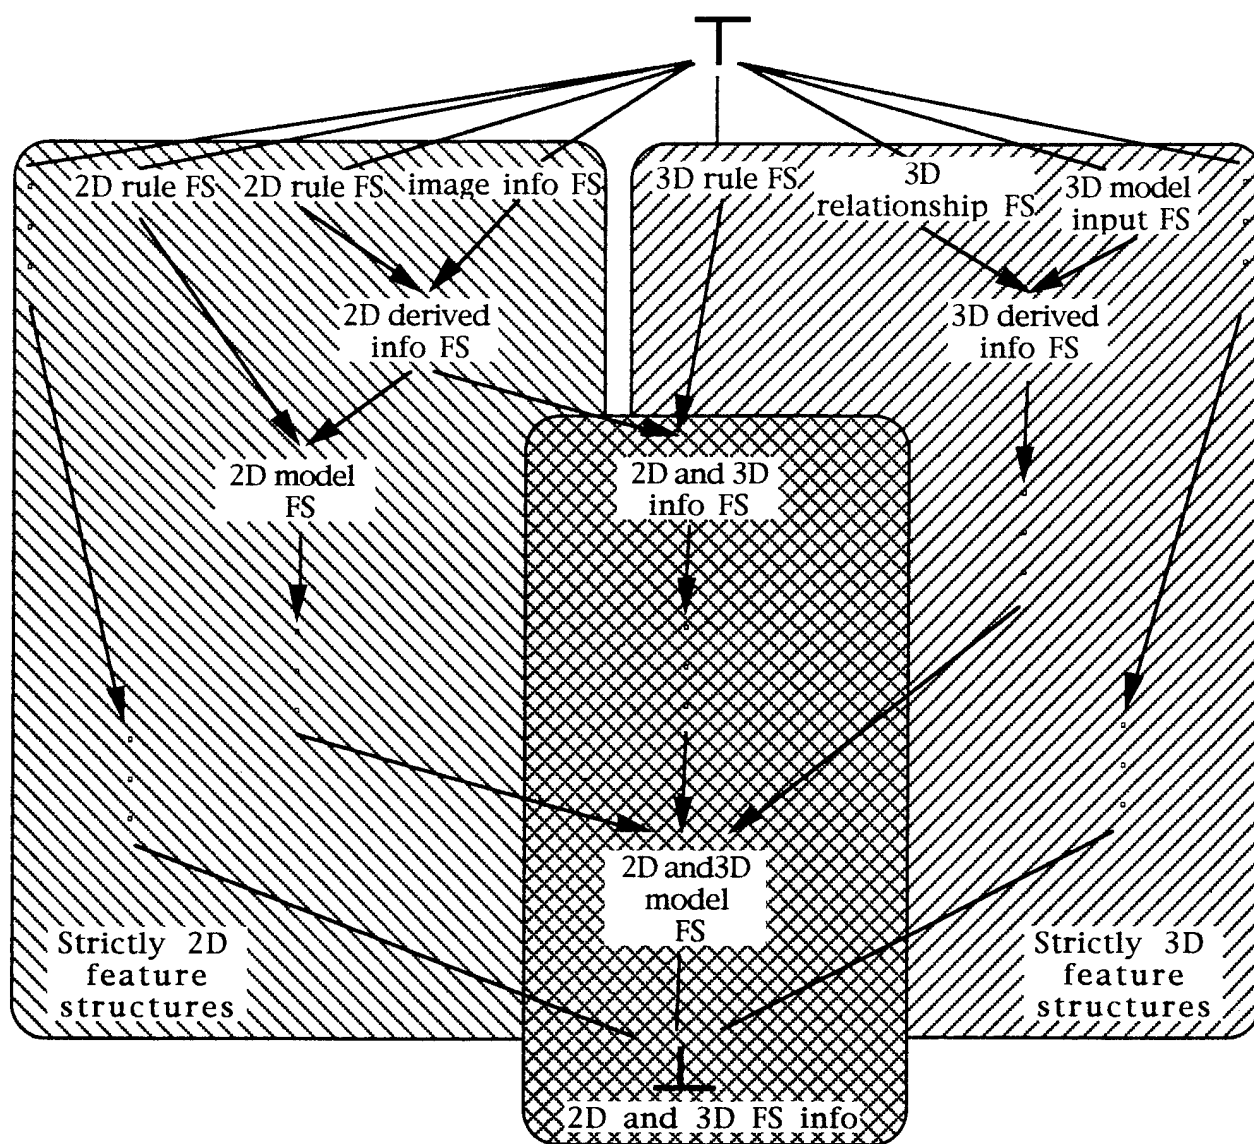 2D rule FS
2D rule FS
image info FS
3D rule FS
3D
relationship FS
3D model
input FS
2D derived
info FS
3D derived
info FS
2D model
FS
2D and 3D
info FS
2D and3D
model
FS
Strictly 2D
feature
structures
Strictly 3D
feature
structures
2D and 3D FS info